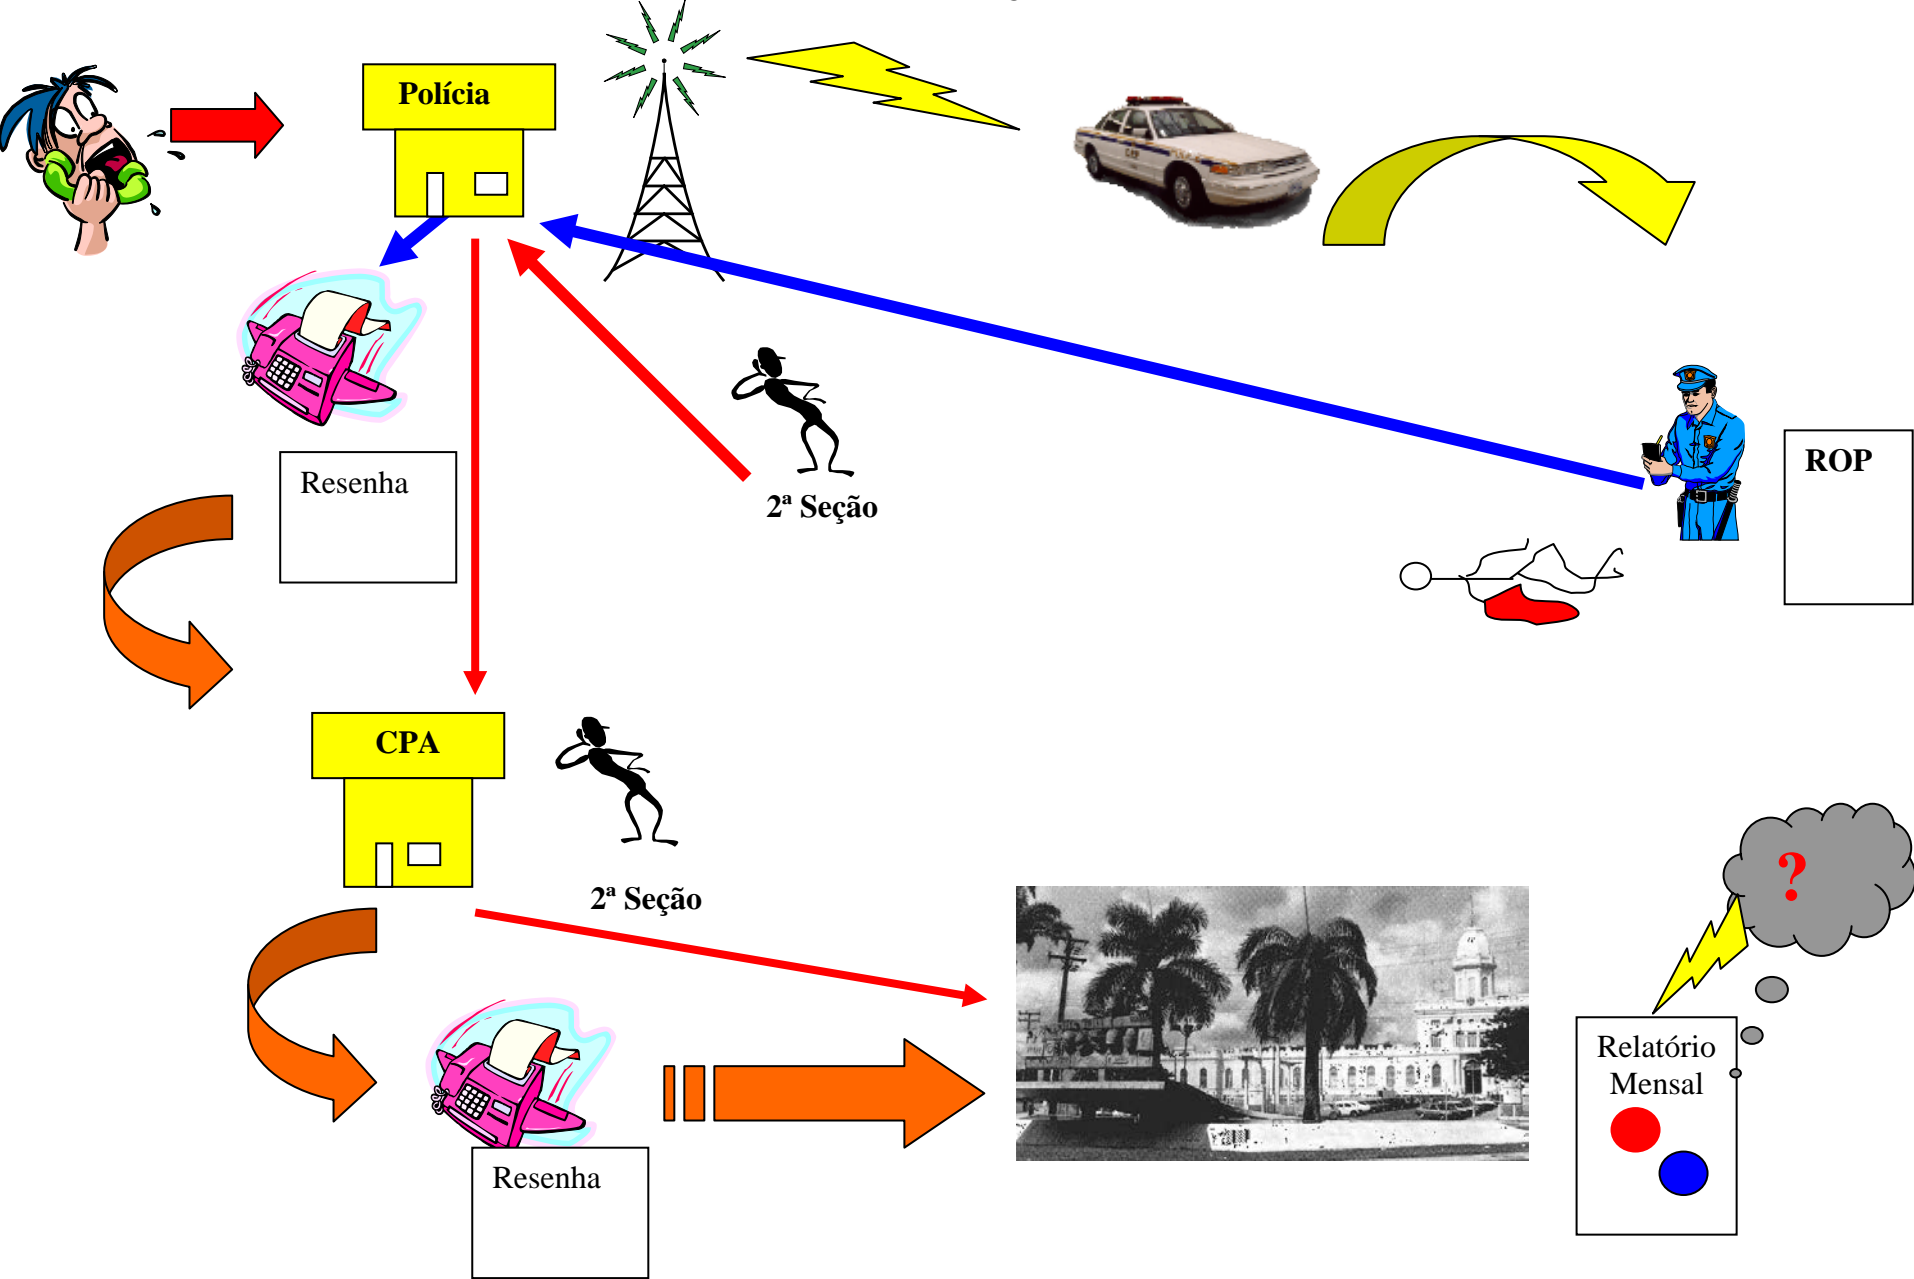 Polícia
ROP
Resenha
2ª Seção
CPA
2ª Seção
?
Relatório
Mensal
Resenha